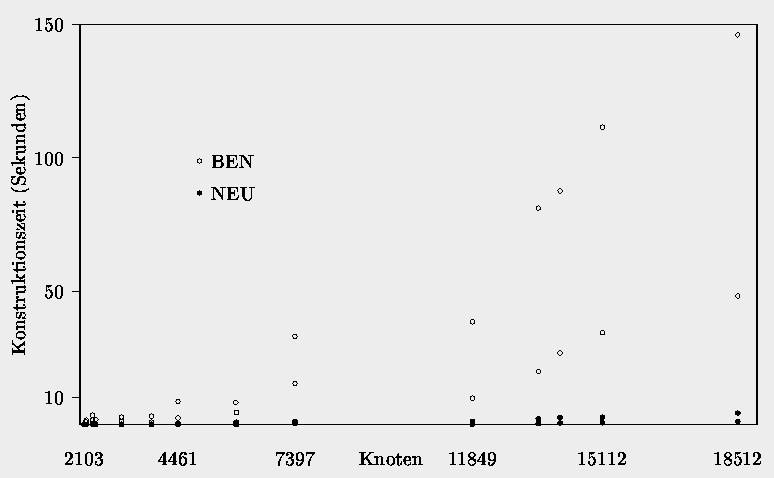 150
100
50
10
Konstruktionszeit (Sekunden)
BEN
NEU
2103 4461 7397 Knoten 11849 15112 18512